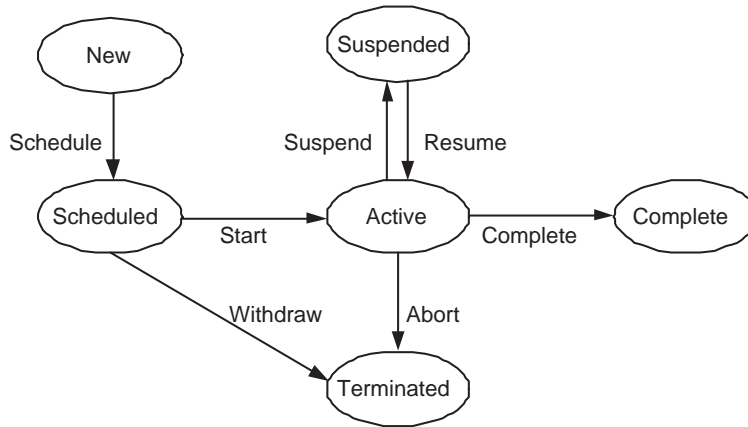 New
Suspended
Schedule
Suspend
Resume
Scheduled
Start
Active
Complete
Complete
Withdraw
Abort
Terminated